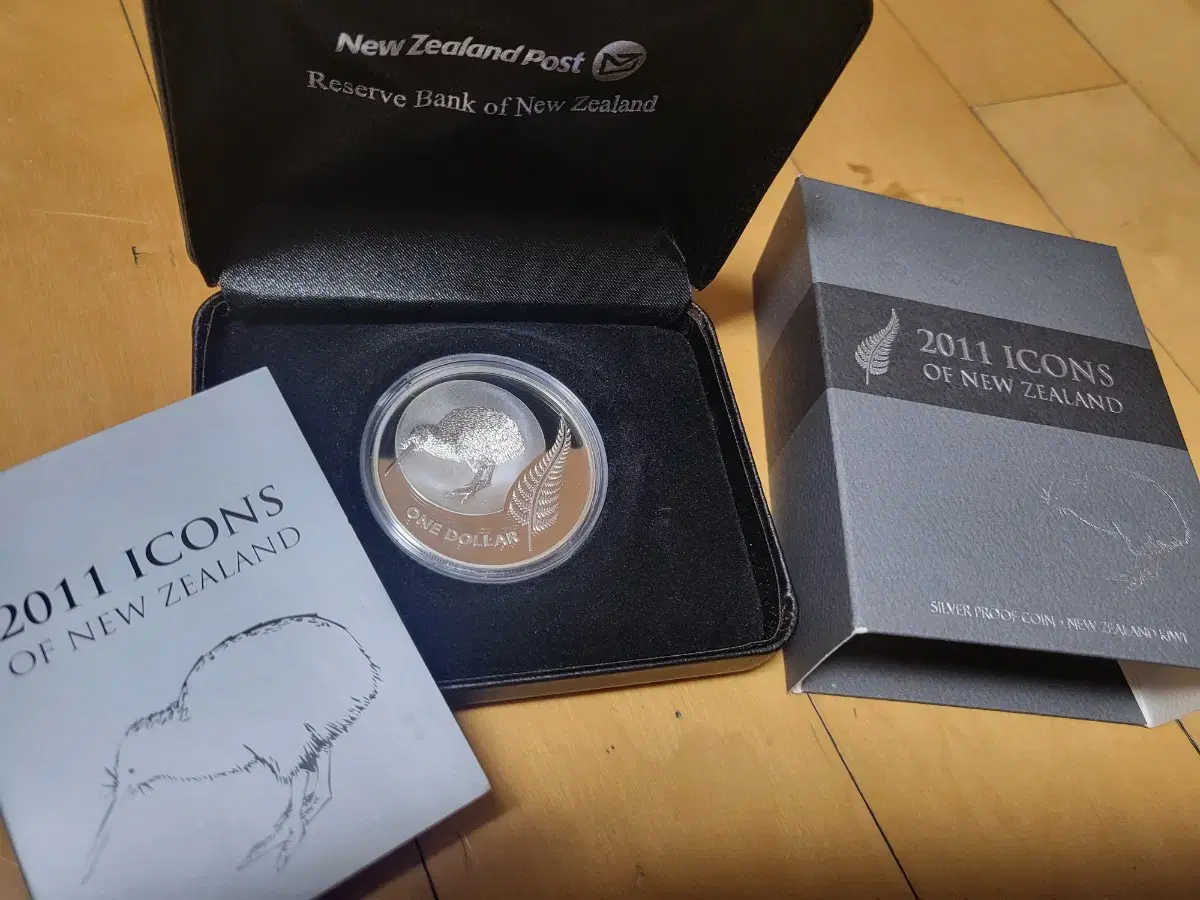 New Zealand Post
Reserve Bank of New Zealand
ONE DOLLAR
2011 ICONS
OF NEW ZEALAND
2011 ICONS
OF NEW ZEALAND
SILVER PROOF COIN • NEW ZEALAND KIWI